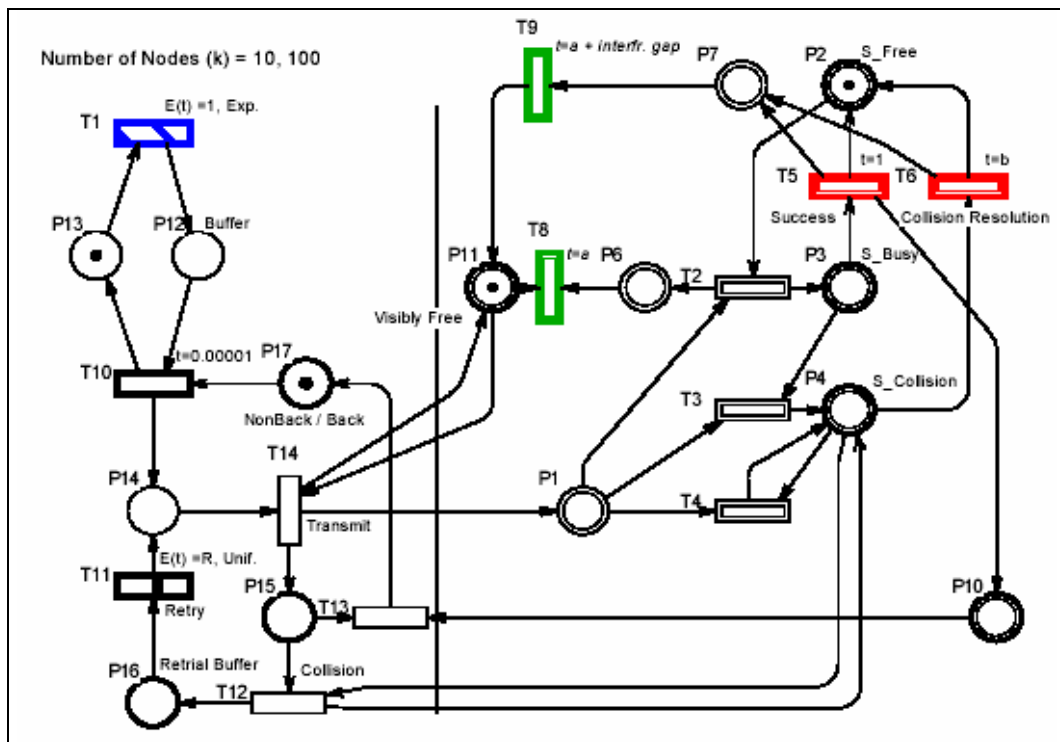 T9
t=a + interfr. gap
P7
P2
S_Free
Number of Nodes (k) = 10, 100
E(t) =1, Exp.
T1
t=1
t=b
T5
T6
Success
Collision Resolution
P13
P12
Buffer
T8
t=a
P6
P11
T2
P3
S_Busy
Visibly Free
t=0.00001
P17
T10
NonBack / Back
T3
P4
S_Collision
T14
P14
P1
T4
Transmit
E(t) =R, Unif.
T11
Retry
P15
T13
P10
P16
Retrial Buffer
T12
Collision